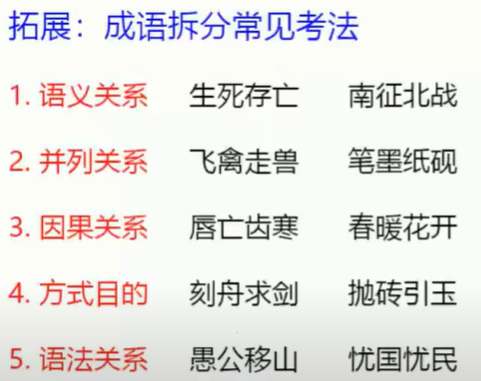 拓展：成语拆分常见考法
1. 语义关系 生死存亡 南征北战
2. 并列关系 飞禽走兽 笔墨纸砚
3. 因果关系 唇亡齿寒 春暖花开
4. 方式目的 刻舟求剑 抛砖引玉
5. 语法关系 愚公移山 忧国忧民